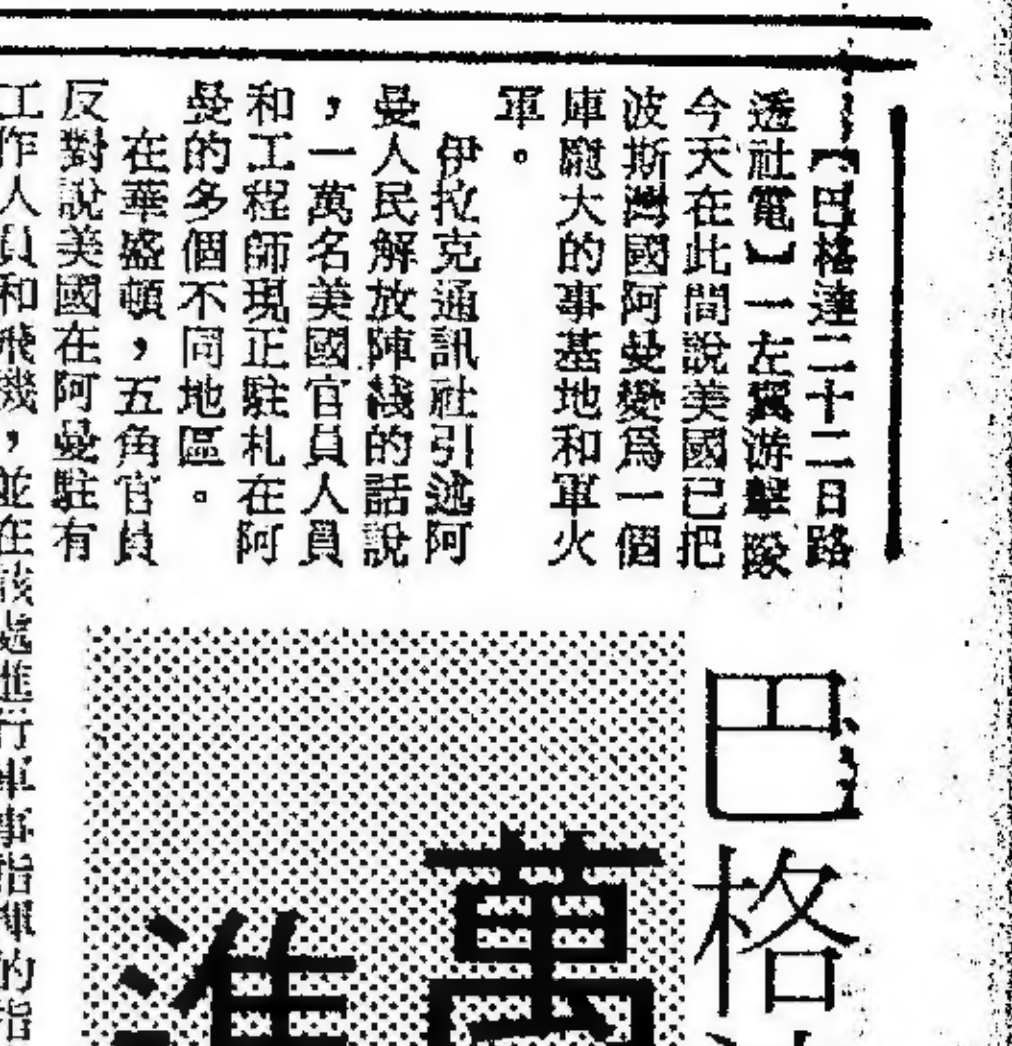 【巴格達二十二日路
透社電】一左翼游擊隊
今天在此間說美國已把
波斯灣國阿曼變爲一個
庫龐大的事基地和軍火
軍。
伊拉克通訊社引述阿
曼人民解放陣綫的話說
，一萬名美國官員人員
和工程師現正駐札在阿
曼的多個不同地區。
在華盛頓，五角官員
反對說美國在阿曼駐有
工作人員和飛機，並在該處進行軍事指揮的指
巴格
萬
準